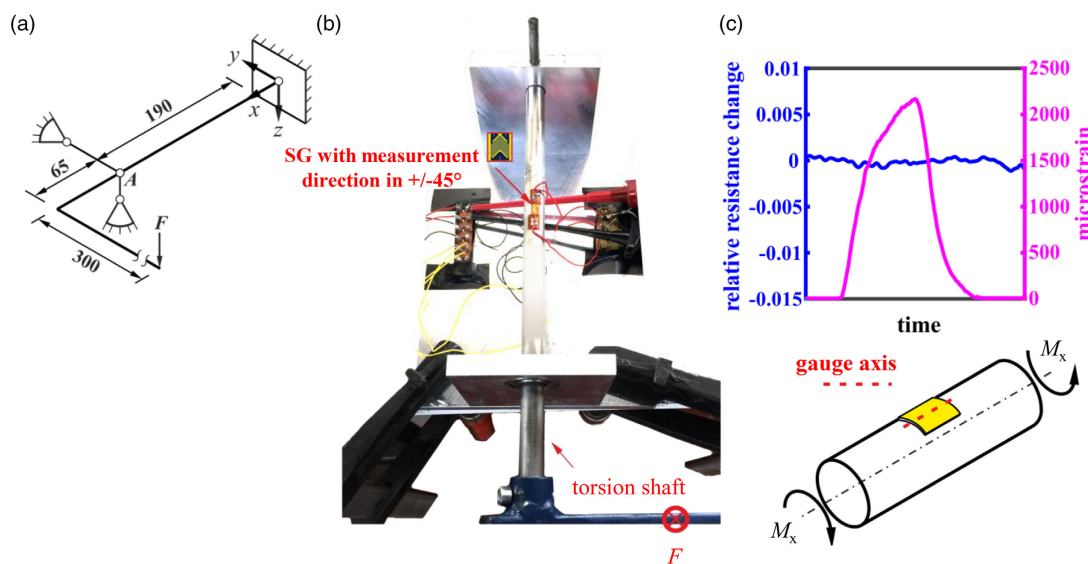 (a)
y
x
z
190
65
A
F
300
(b)
SG with measurement
direction in +/-45°
torsion shaft
F
(c)
relative resistance change
0.01
0.005
0
-0.005
-0.01
-0.015
2500
2000
1500
1000
500
0
microstrain
time
gauge axis
Mx
Mx